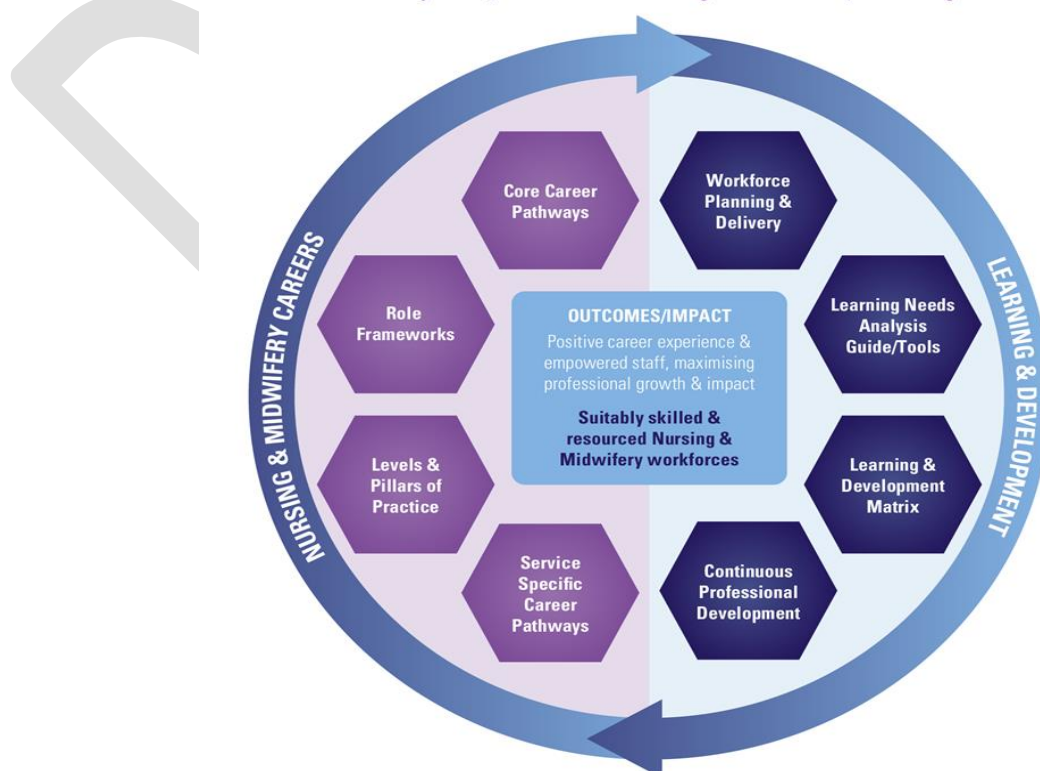 NURSING & MIDWIFERY CAREERS
Core Career
Pathways
Role
Frameworks
Levels &
Pillars of
Practice
Service
Specific
Career
Pathways
OUTCOMES/IMPACT
Positive career experience &
empowered staff, maximising
professional growth & impact
Suitably skilled &
resourced Nursing &
Midwifery workforces
Workforce
Planning &
Delivery
Learning Needs
Analysis
Guide/Tools
Learning &
Development
Matrix
Continuous
Professional
Development
LEARNING & DEVELOPMENT